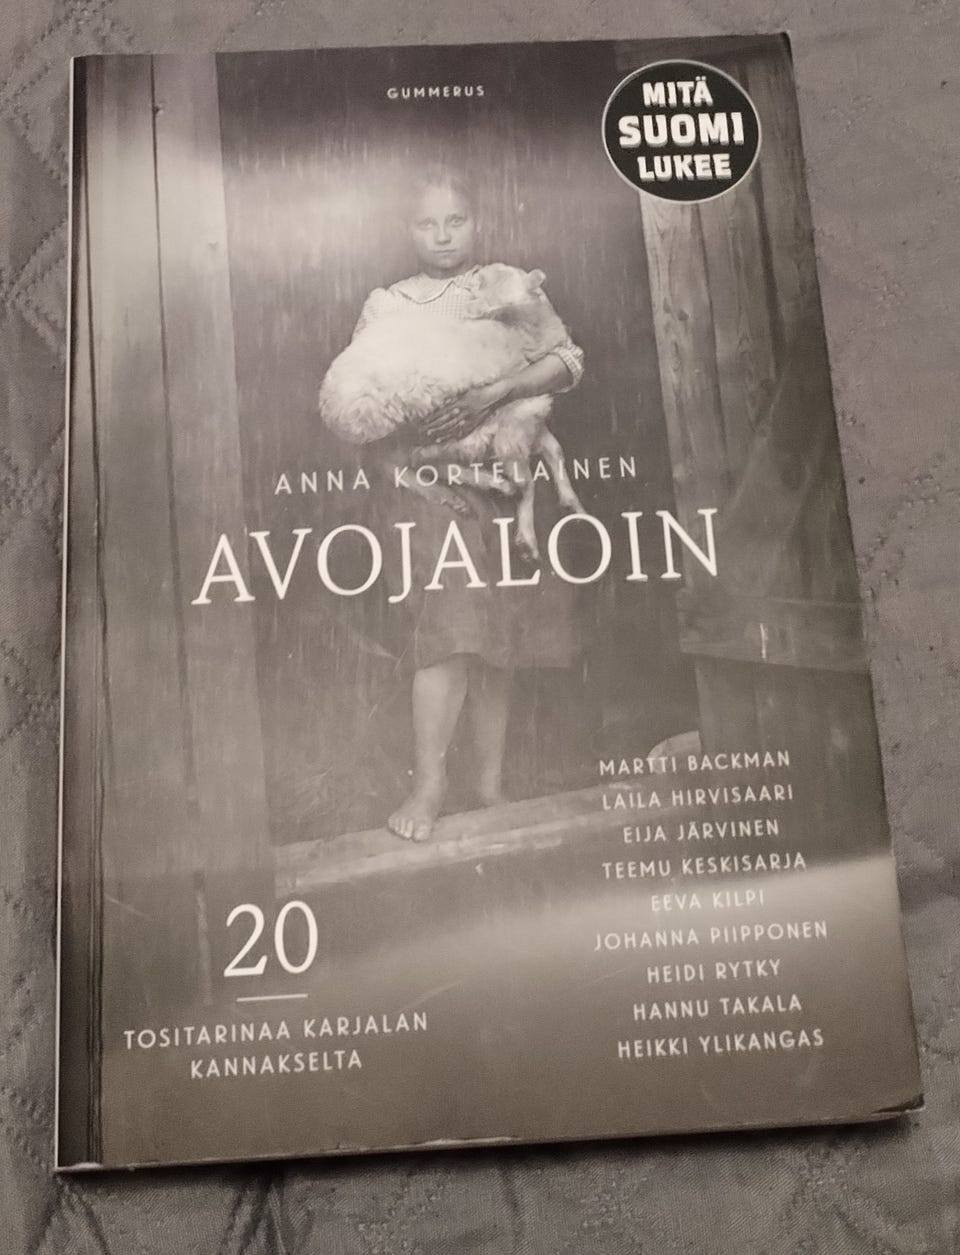 GUMMERUS
MITÄ
SUOMI
LUKEE
ANNA KORTELAINEN
AVOJALOIN
MARTTI BACKMAN
LAILA HIRVISAARI
EIJA JÄRVINEN
TEEMU KESKISARJA
EEVA KILPI
JOHANNA PIIPPONEN
HEIDI RYTKY
HANNU TAKALA
HEIKKI YLIKANGAS
20
TOSITARINAA KARJALAN
KANNAKSELTA